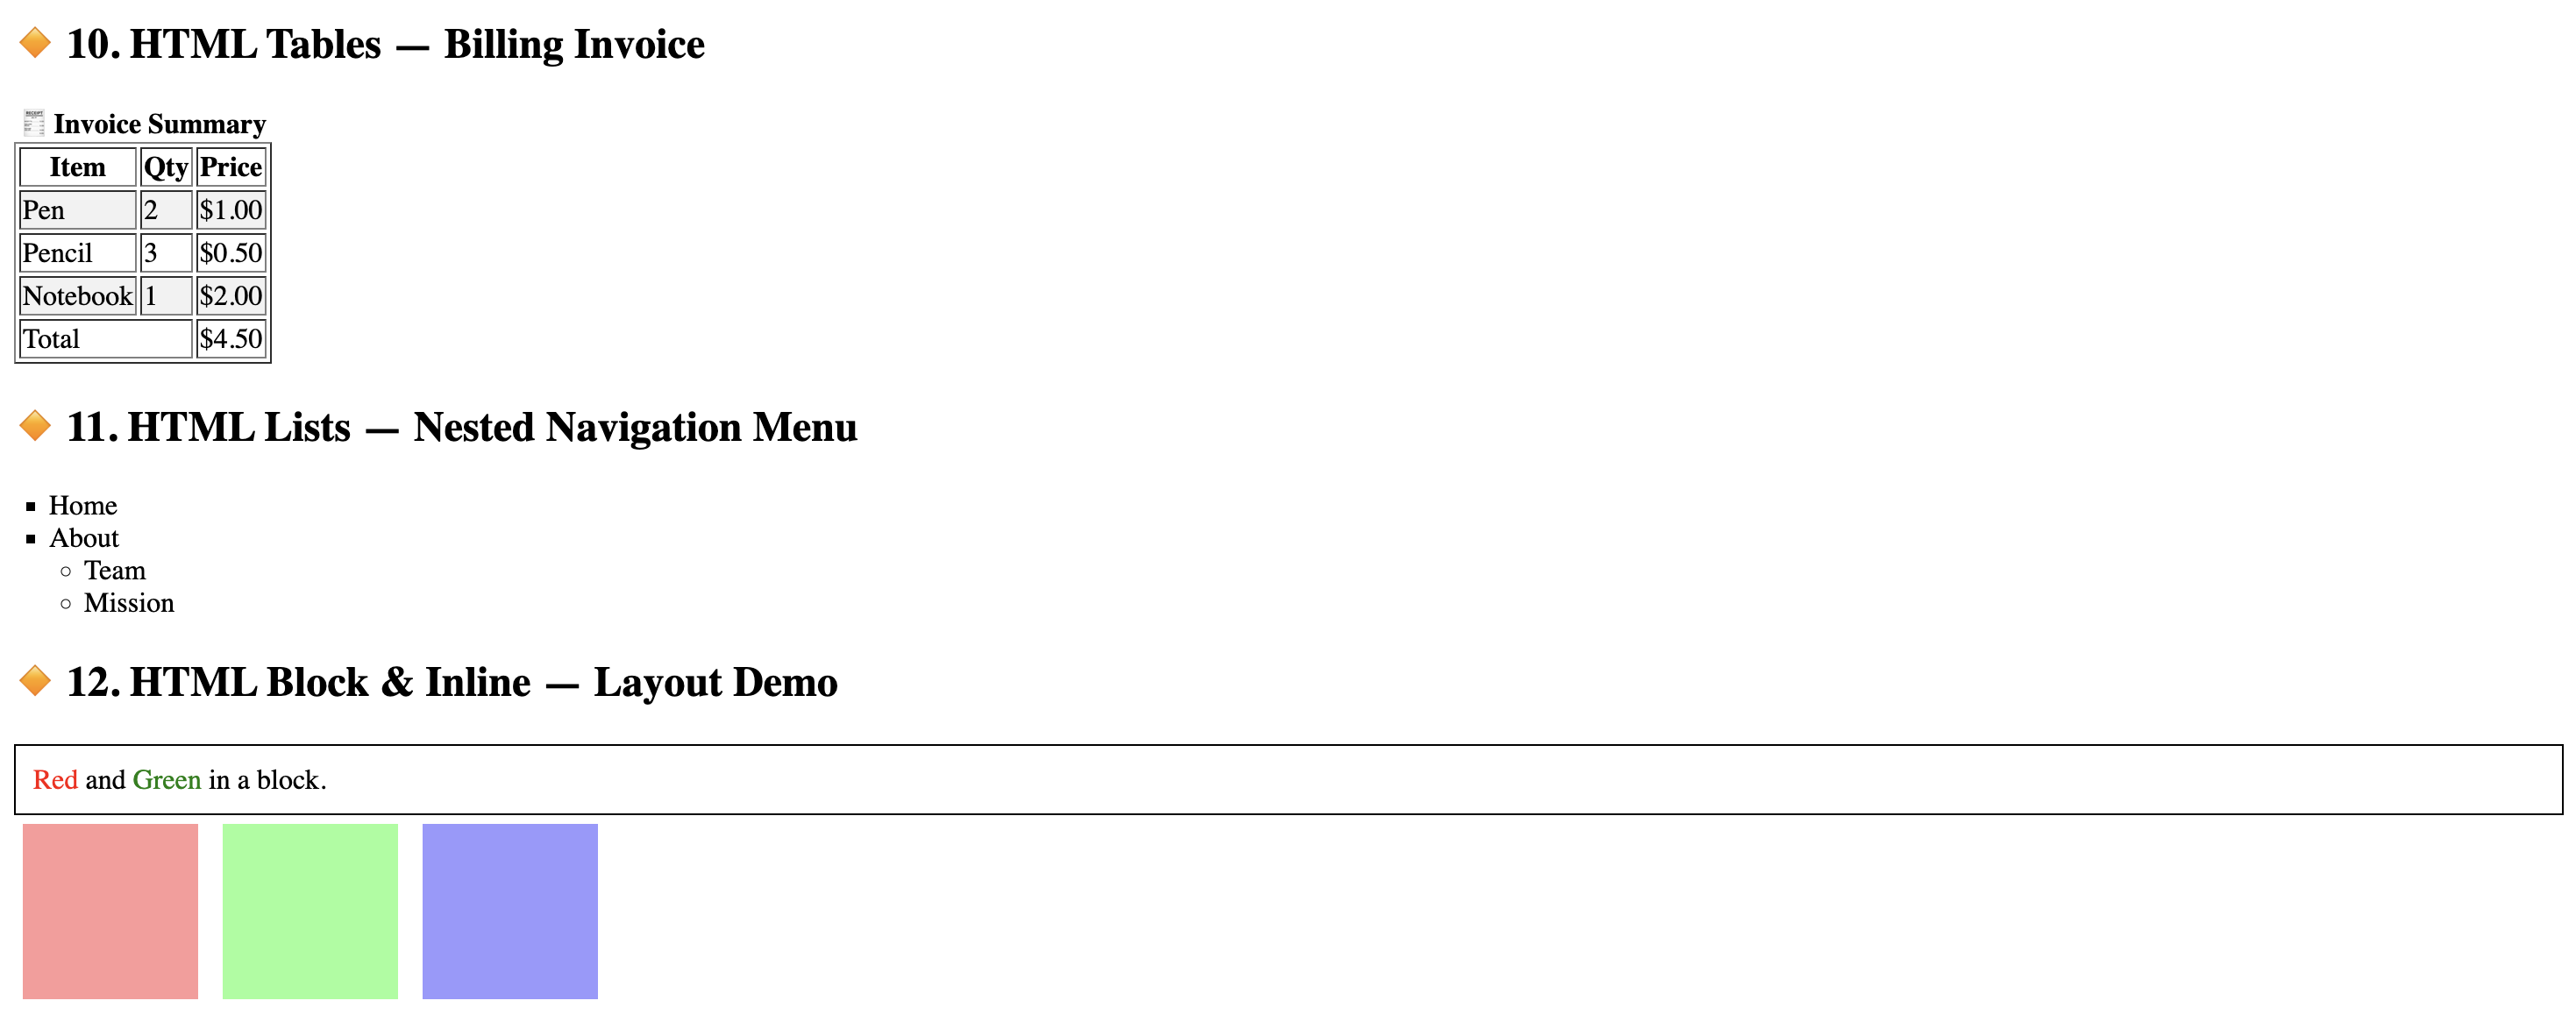 🔶 10. HTML Tables — Billing Invoice
🧾 Invoice Summary
Item Qty Price
Pen 2 $1.00
Pencil 3 $0.50
Notebook 1 $2.00
Total $4.50
🔶 11. HTML Lists — Nested Navigation Menu
Home
About
Team
Mission
🔶 12. HTML Block & Inline — Layout Demo
Red and Green in a block.